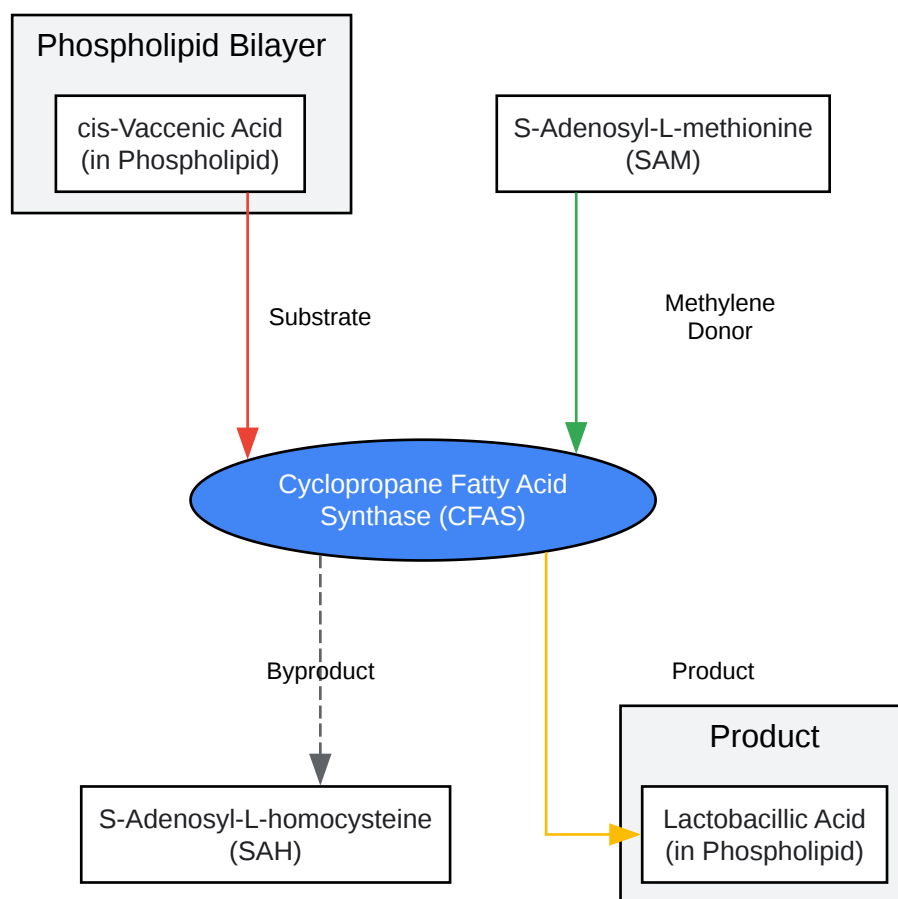 Phospholipid Bilayer
cis-Vaccenic Acid
(in Phospholipid)
S-Adenosyl-L-methionine
(SAM)
Substrate
Methylene
Donor
Cyclopropane Fatty Acid
Synthase (CFAS)
Byproduct
Product
Product
S-Adenosyl-L-homocysteine
(SAH)
Lactobacillic Acid
(in Phospholipid)